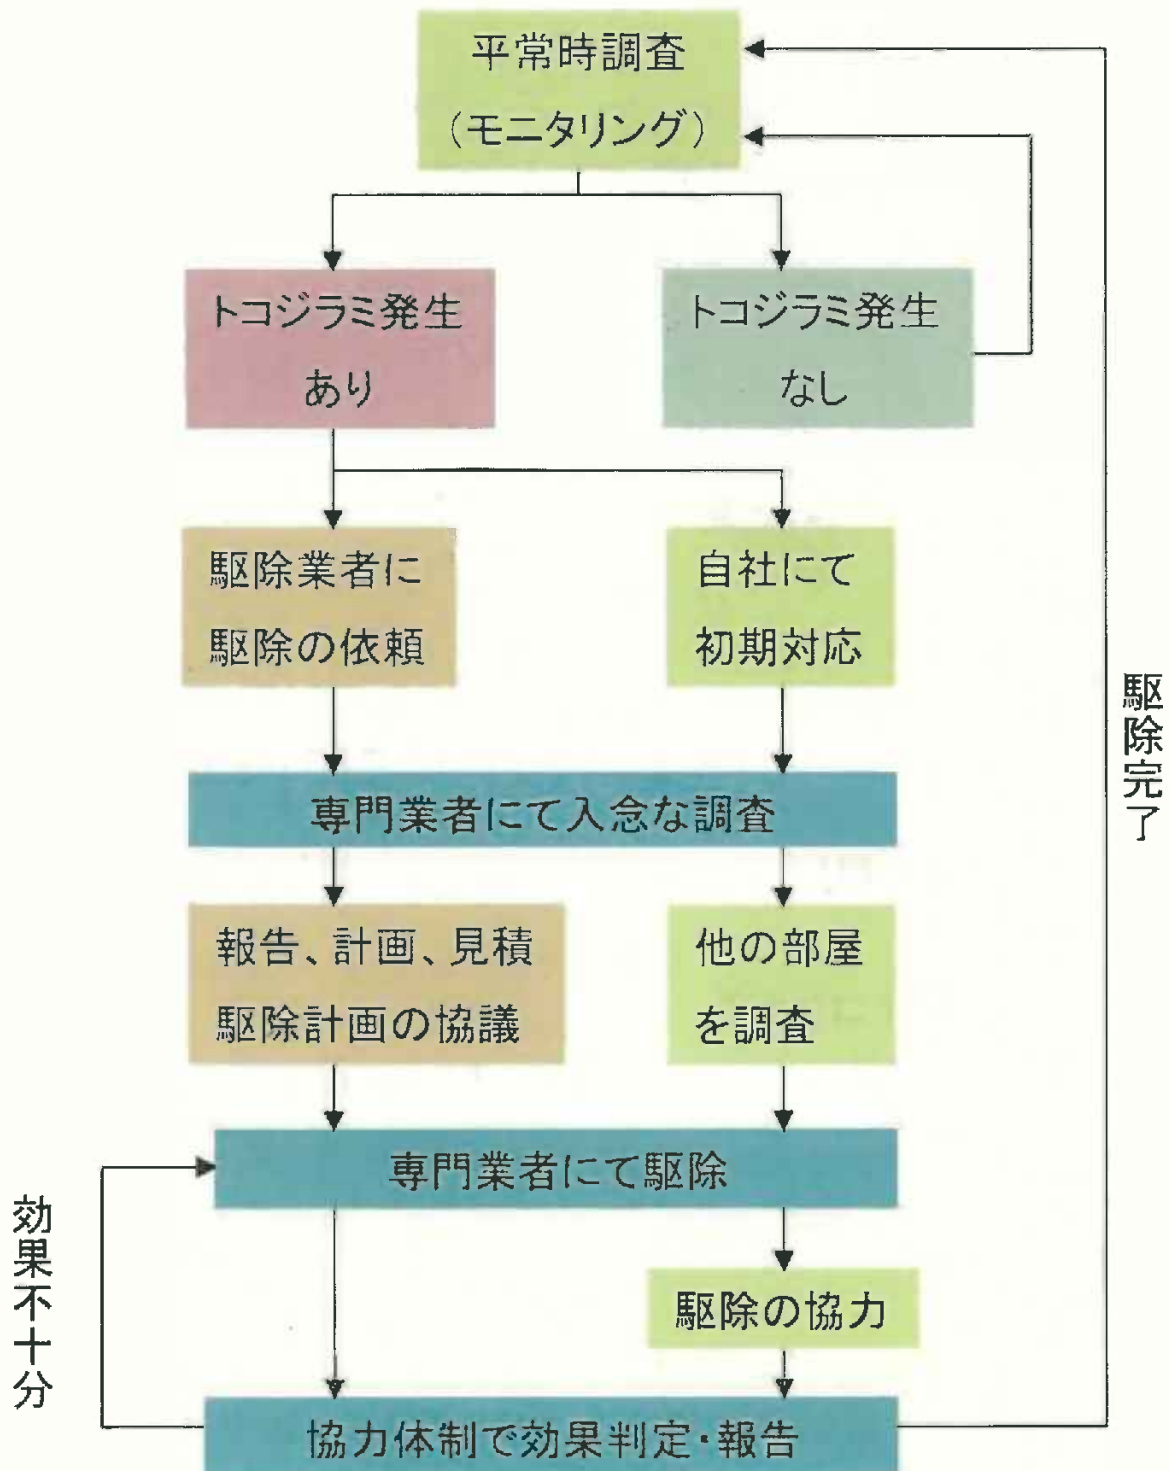 平常時調査
(モニタリング)
トコジラミ発生
あり
トコジラミ発生
なし
駆除業者に
駆除の依頼
自社にて
初期対応
専門業者にて入念な調査
報告、計画、見積
駆除計画の協議
他の部屋
を調査
専門業者にて駆除
駆除の協力
協力体制で効果判定・報告
効果不十分
駆除完了